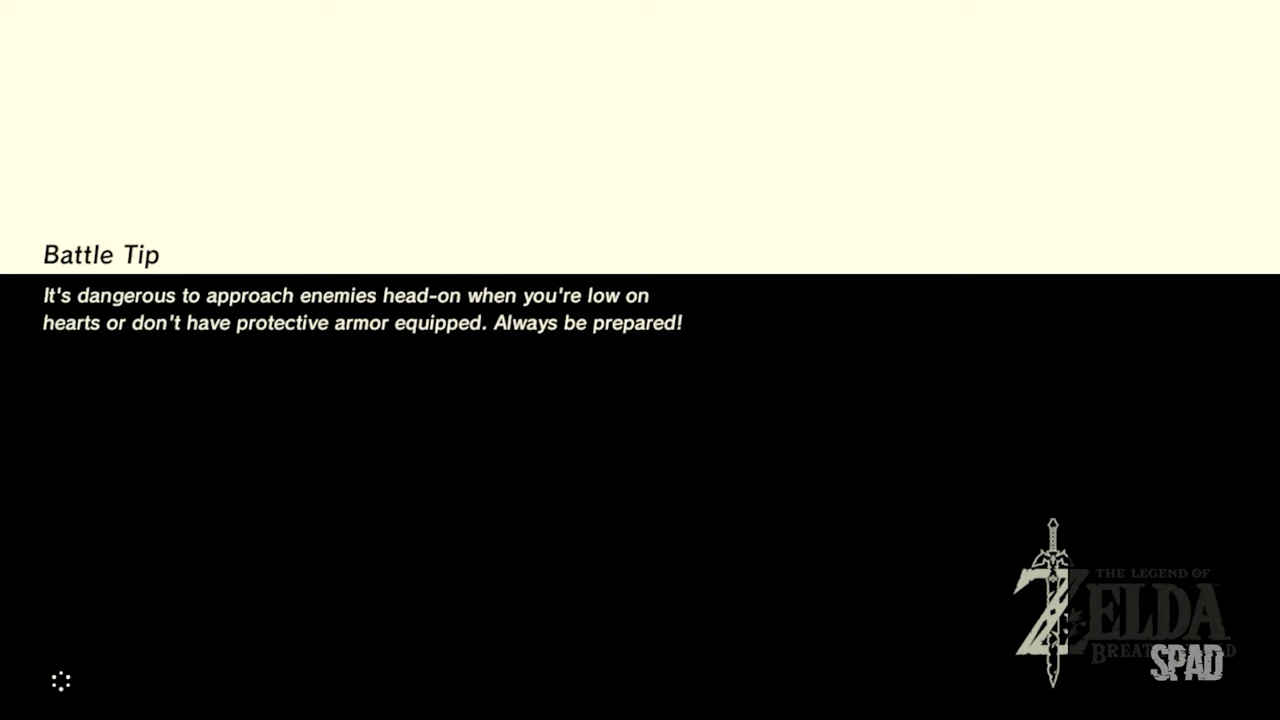 Battle Tip
It's dangerous to approach enemies head-on when you're low on
hearts or don't have protective armor equipped. Always be prepared!
THE LEGEND OF
ZELDA
SPAD